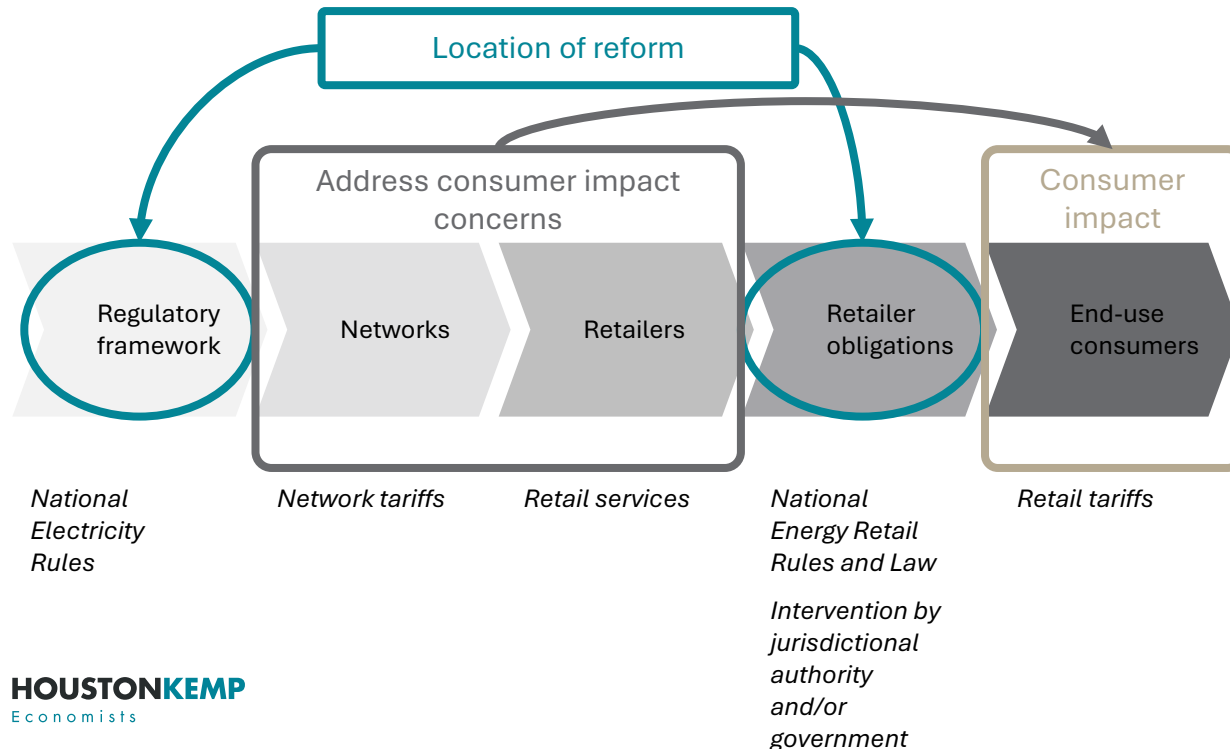 Location of reform
Address consumer impact
concerns
Consumer
impact
Regulatory
framework
Networks
Retailers
Retailer
obligations
End-use
consumers
National
Electricity
Rules
Network tariffs
Retail services
National
Energy Retail
Rules and Law
Intervention by
jurisdictional
authority
and/or
government
Retail tariffs
HOUSTONKEMP
Economists